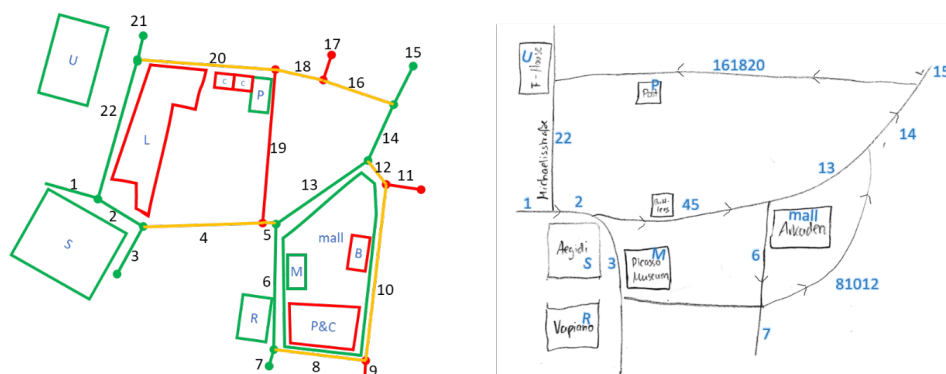 21
17
15
20
18
16
U
C
C
P
22
L
19
14
12
11
1
13
2
S
3
4
5
mall
B
6
M
10
R
P&C
7
8
9
U
F-House
161820
15
P
Post
22
14
Michaelisstraße
13
1
2
45
mall
Arkaden
Aegidi
S
3
M
Picasso
Museum
6
81012
R
Vapiano
7